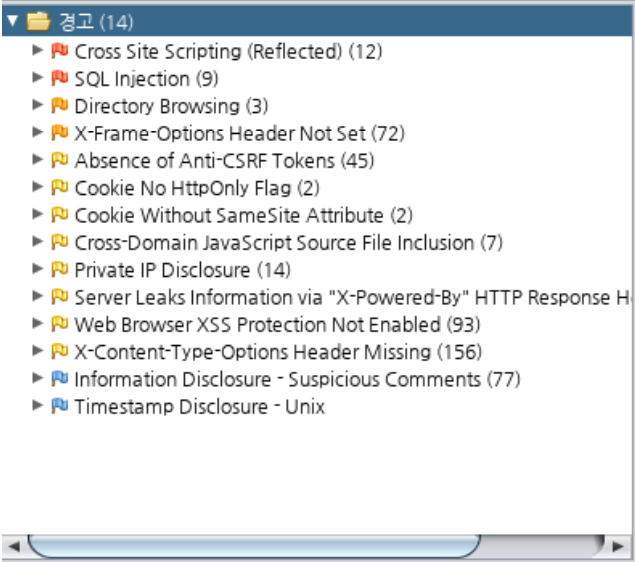 경고 (14)
Cross Site Scripting (Reflected) (12)
SQL Injection (9)
Directory Browsing (3)
X-Frame-Options Header Not Set (72)
Absence of Anti-CSRF Tokens (45)
Cookie No HttpOnly Flag (2)
Cookie Without SameSite Attribute (2)
Cross-Domain JavaScript Source File Inclusion (7)
Private IP Disclosure (14)
Server Leaks Information via "X-Powered-By" HTTP Response H
Web Browser XSS Protection Not Enabled (93)
X-Content-Type-Options Header Missing (156)
Information Disclosure - Suspicious Comments (77)
Timestamp Disclosure - Unix